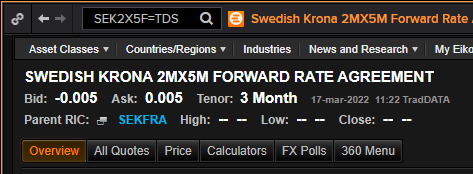 SEK2X5F=TDS Swedish Krona 2MX5M Forward Rate
Asset Classes Countries/Regions Industries News and Research My Eiko
SWEDISH KRONA 2MX5M FORWARD RATE AGREEMENT
Bid: -0.005 Ask: 0.005 Tenor: 3 Month 17-mar-2022 11:22 TradDATA
Parent RIC: SEKFRA High: -- -- Low: -- -- Close: -- --
Overview All Quotes Price Calculators FX Polls 360 Menu